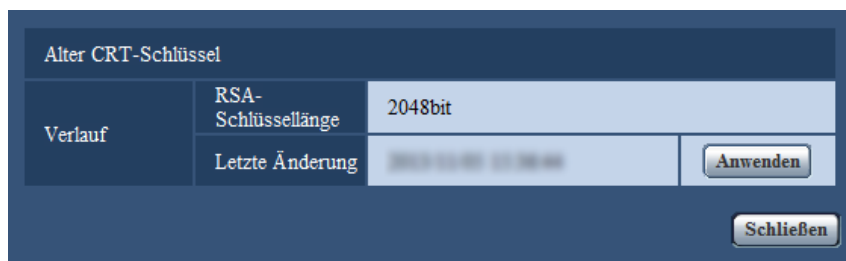 Alter CRT-Schlüssel
Verlauf
RSA-
Schlüssellänge
2048bit
Letzte Änderung
Anwenden
Schließen